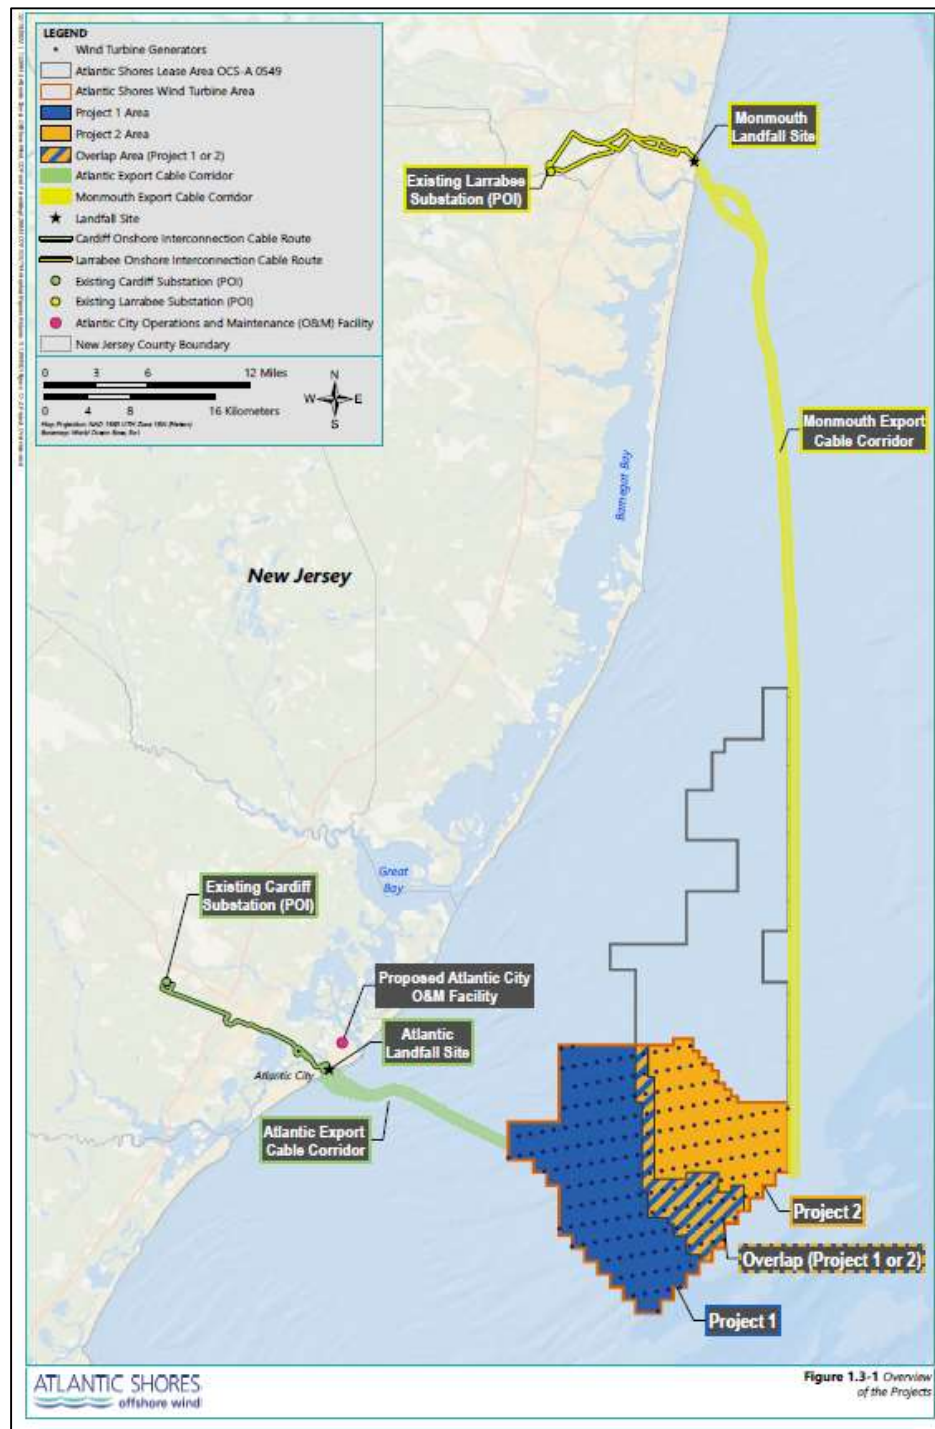 LEGEND
Wind Turbine Generators
Atlantic Shores Lease Area OCS-A 0549
Atlantic Shores Wind Turbine Area
Project 1 Area
Project 2 Area
Overlap Area (Project 1 or 2)
Atlantic Export Cable Corridor
Monmouth Export Cable Corridor
Landfall Site
Cardiff Onshore Interconnection Cable Route
Larrabee Onshore Interconnection Cable Route
Existing Cardiff Substation (POI)
Existing Larrabee Substation (POI)
Atlantic City Operations and Maintenance (O&M) Facility
New Jersey County Boundary
0 3 6 12 Miles
0 4 8 16 Kilometers
N
W E
S
Monmouth
Landfall Site
Existing Larrabee
Substation (POI)
Monmouth Export
Cable Corridor
Barnegat Bay
New Jersey
Great
Bay
Existing Cardiff
Substation (POI)
Proposed Atlantic City
O&M Facility
Atlantic
Landfall Site
Atlantic City
Atlantic Export
Cable Corridor
Project 2
Overlap (Project 1 or 2)
Project 1
ATLANTIC SHORES
offshore wind
Figure 1.3-1 Overview
of the Projects